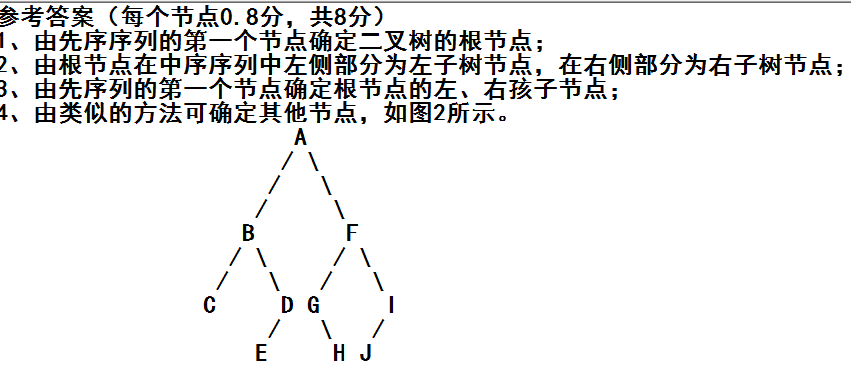 参考答案（每个节点0.8分，共8分）
1、由先序序列的第一个节点确定二叉树的根节点；
2、由根节点在中序序列中左侧部分为左子树节点，在右侧部分为右子树节点；
3、由先序列的第一个节点确定根节点的左、右孩子节点；
4、由类似的方法可确定其他节点，如图2所示。
A
B F
C D G I
E H J